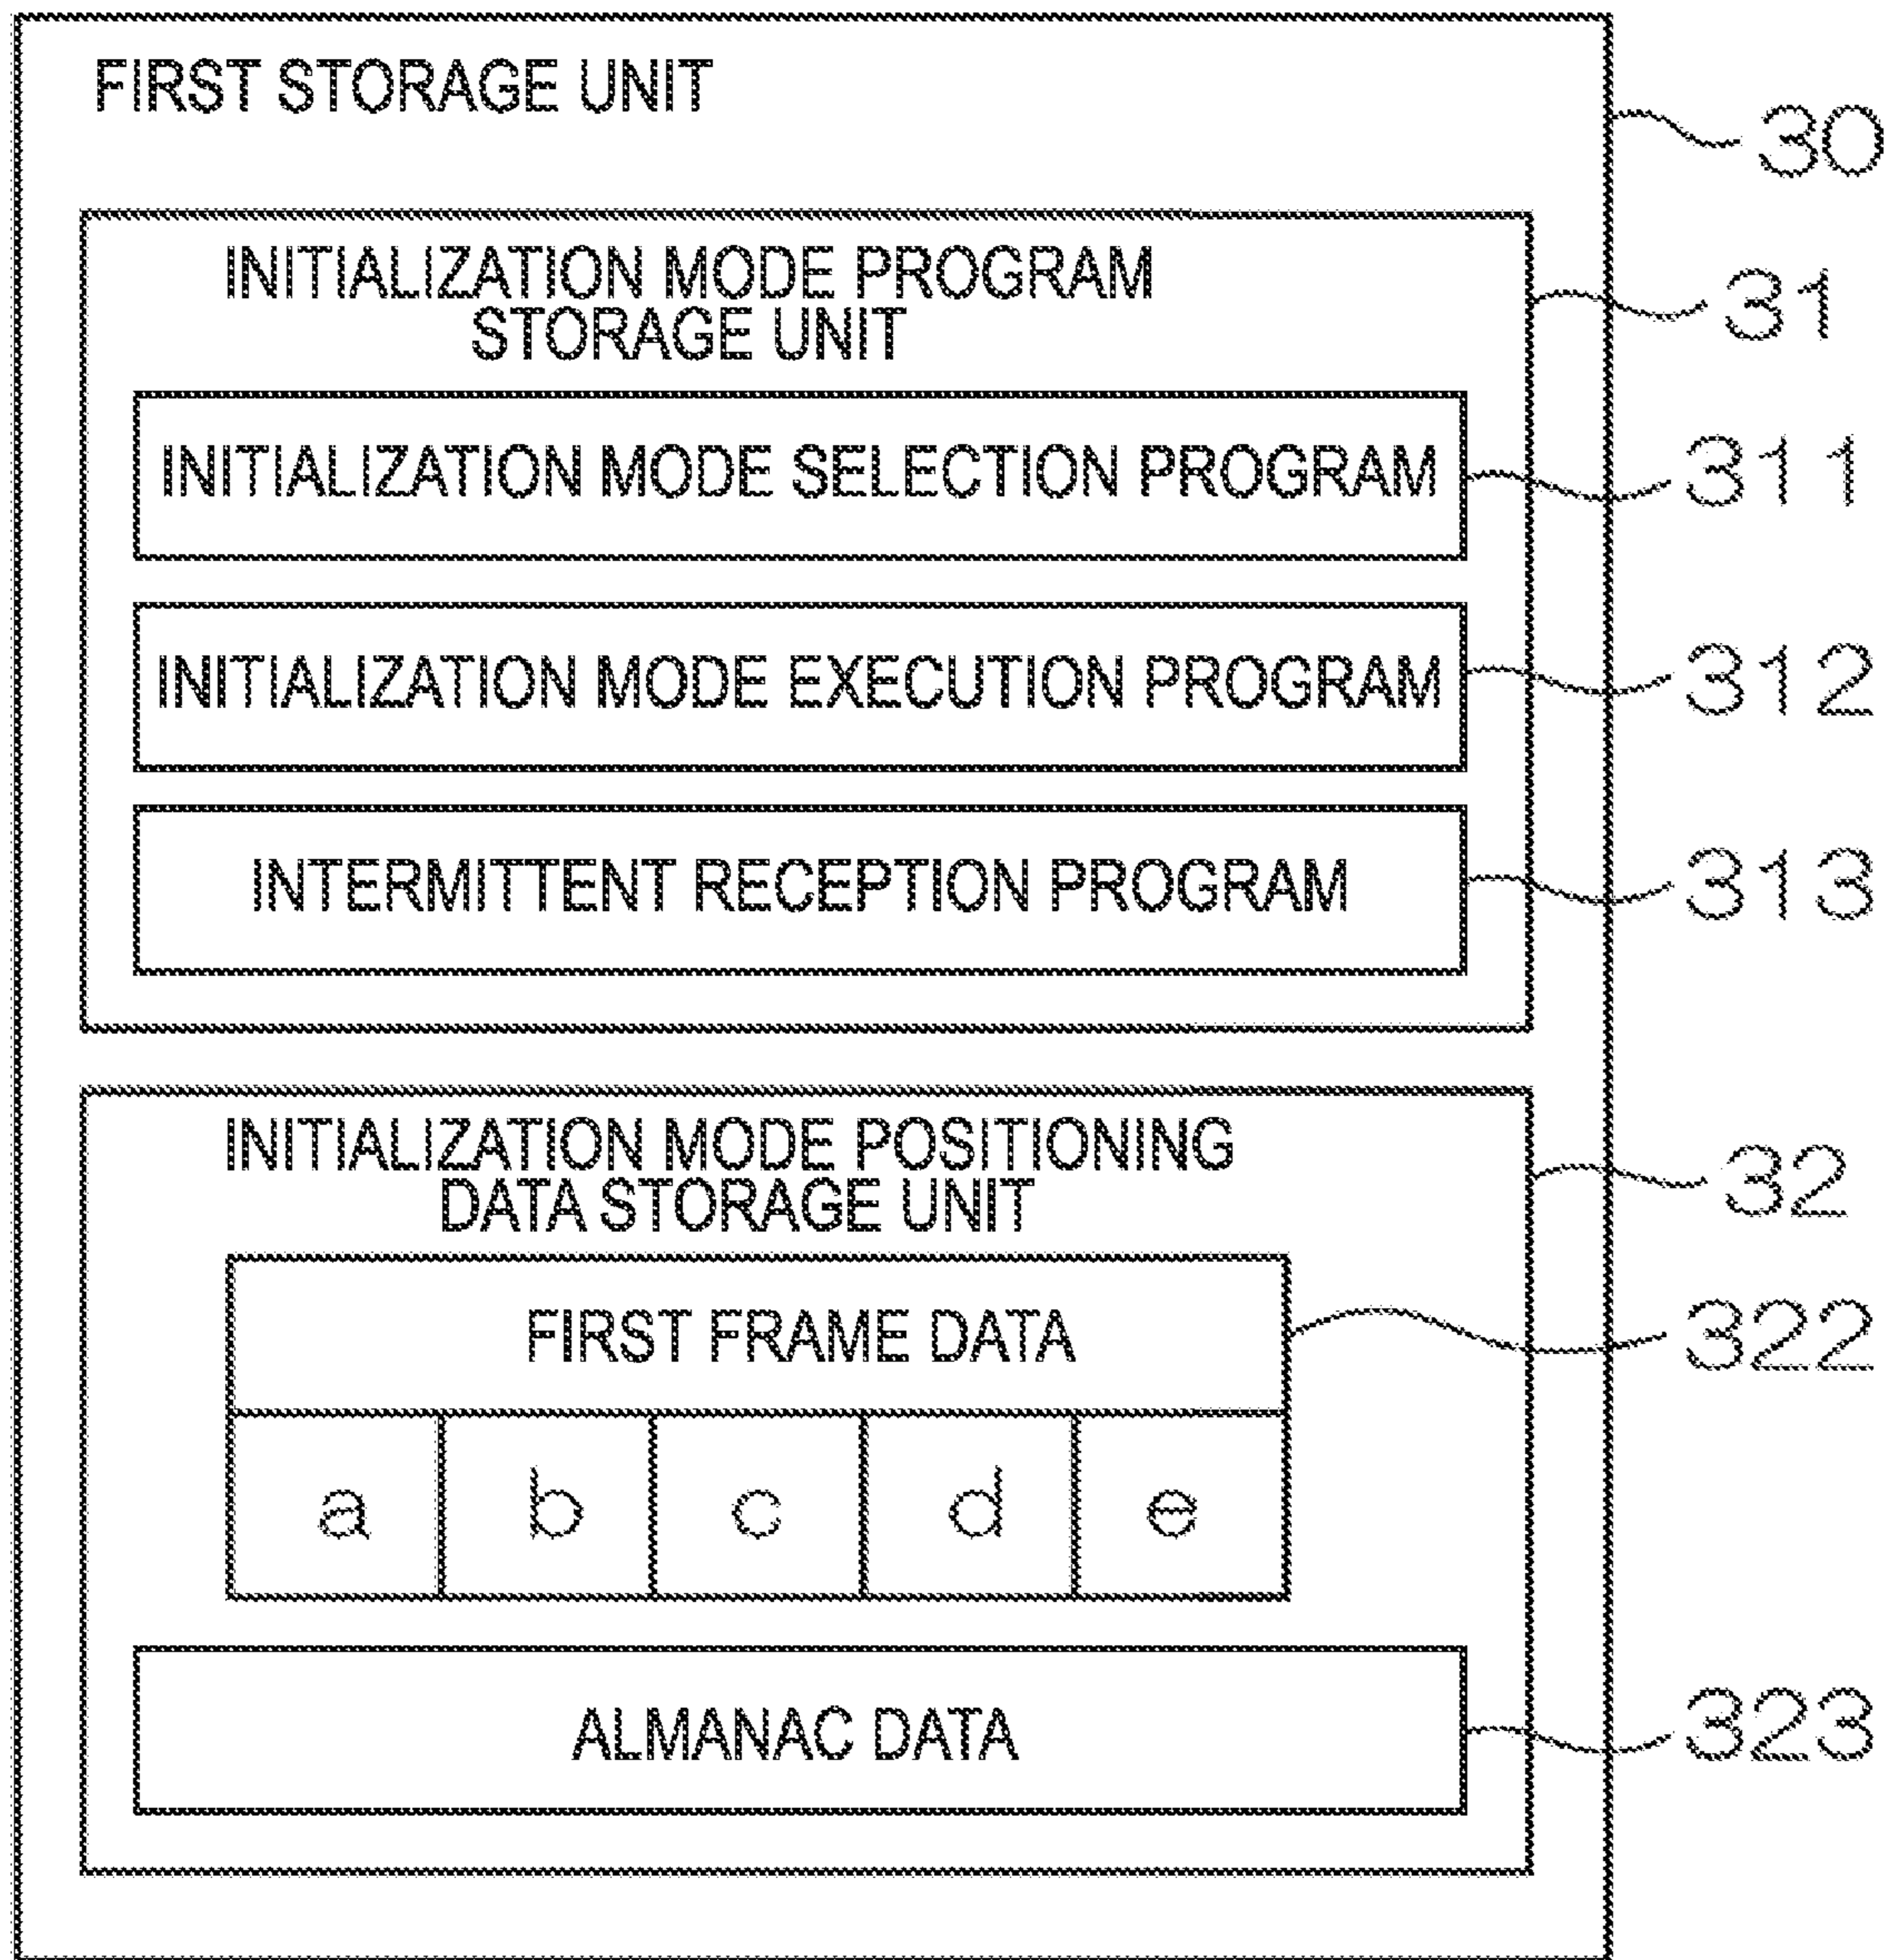 FIRST STORAGE UNIT
30
INITIALIZATION MODE PROGRAM
STORAGE UNIT
31
INITIALIZATION MODE SELECTION PROGRAM
311
INITIALIZATION MODE EXECUTION PROGRAM
312
INTERMITTENT RECEPTION PROGRAM
313
INITIALIZATION MODE POSITIONING
DATA STORAGE UNIT
32
FIRST FRAME DATA
322
a b c d e
ALMANAC DATA
323